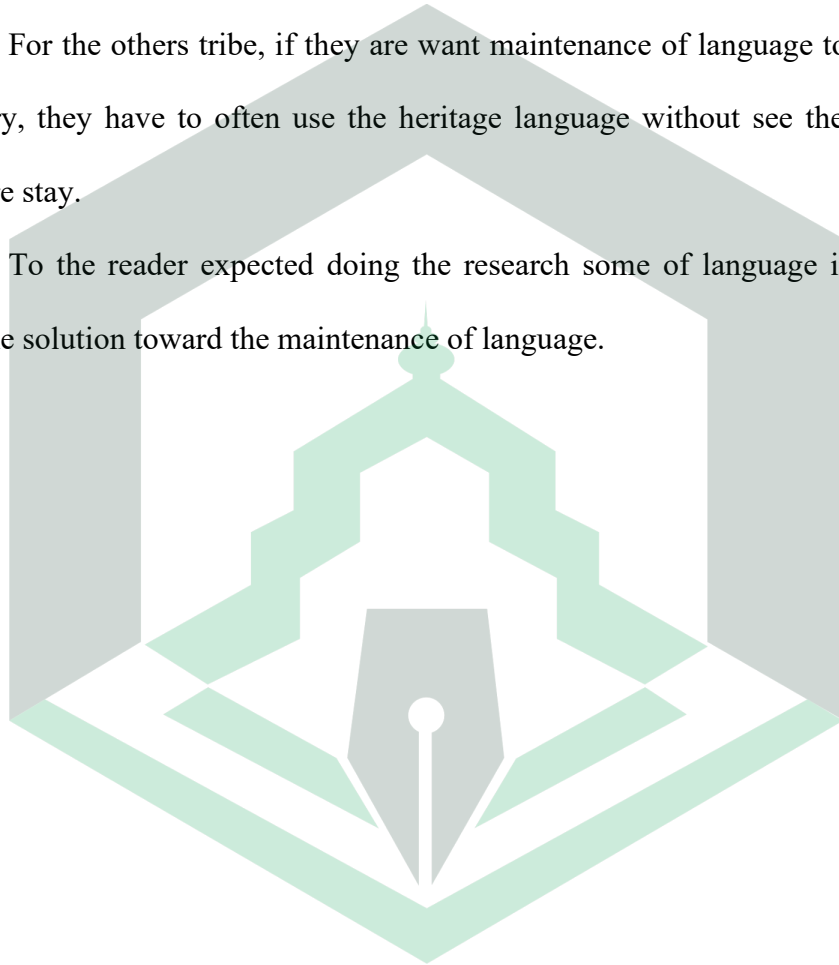 For the others tribe, if they are want maintenance of language to
ry, they have to often use the heritage language without see the
re stay.
To the reader expected doing the research some of language i
e solution toward the maintenance of language.